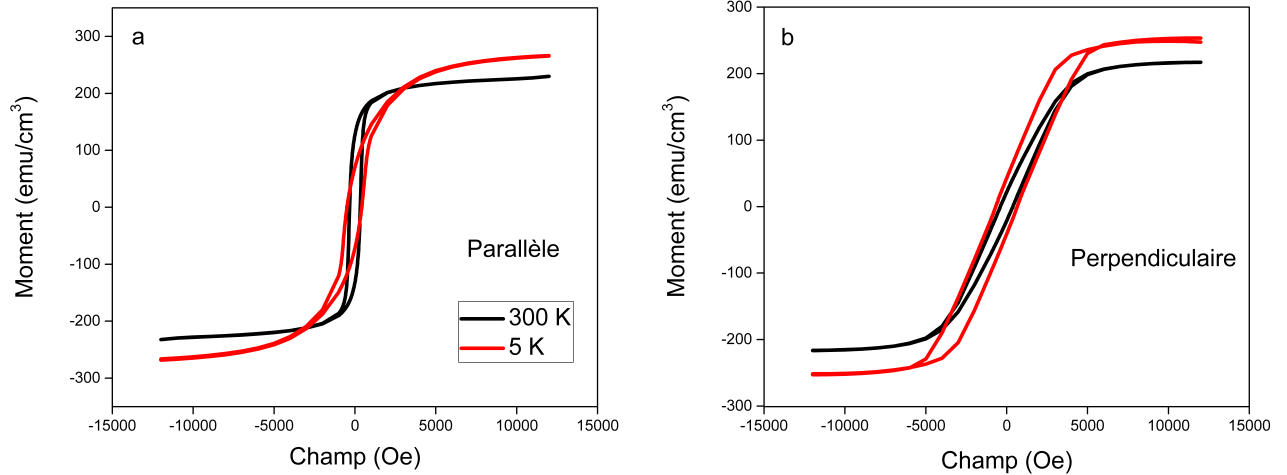 a
300
200
100
0
-100
-200
-300
-15000 -10000 -5000 0 5000 10000 15000
Moment (emu/cm³)
Champ (Oe)
Parallèle
300 K
5 K
b
300
200
100
0
-100
-200
-300
-15000 -10000 -5000 0 5000 10000 15000
Moment (emu/cm³)
Champ (Oe)
Perpendiculaire